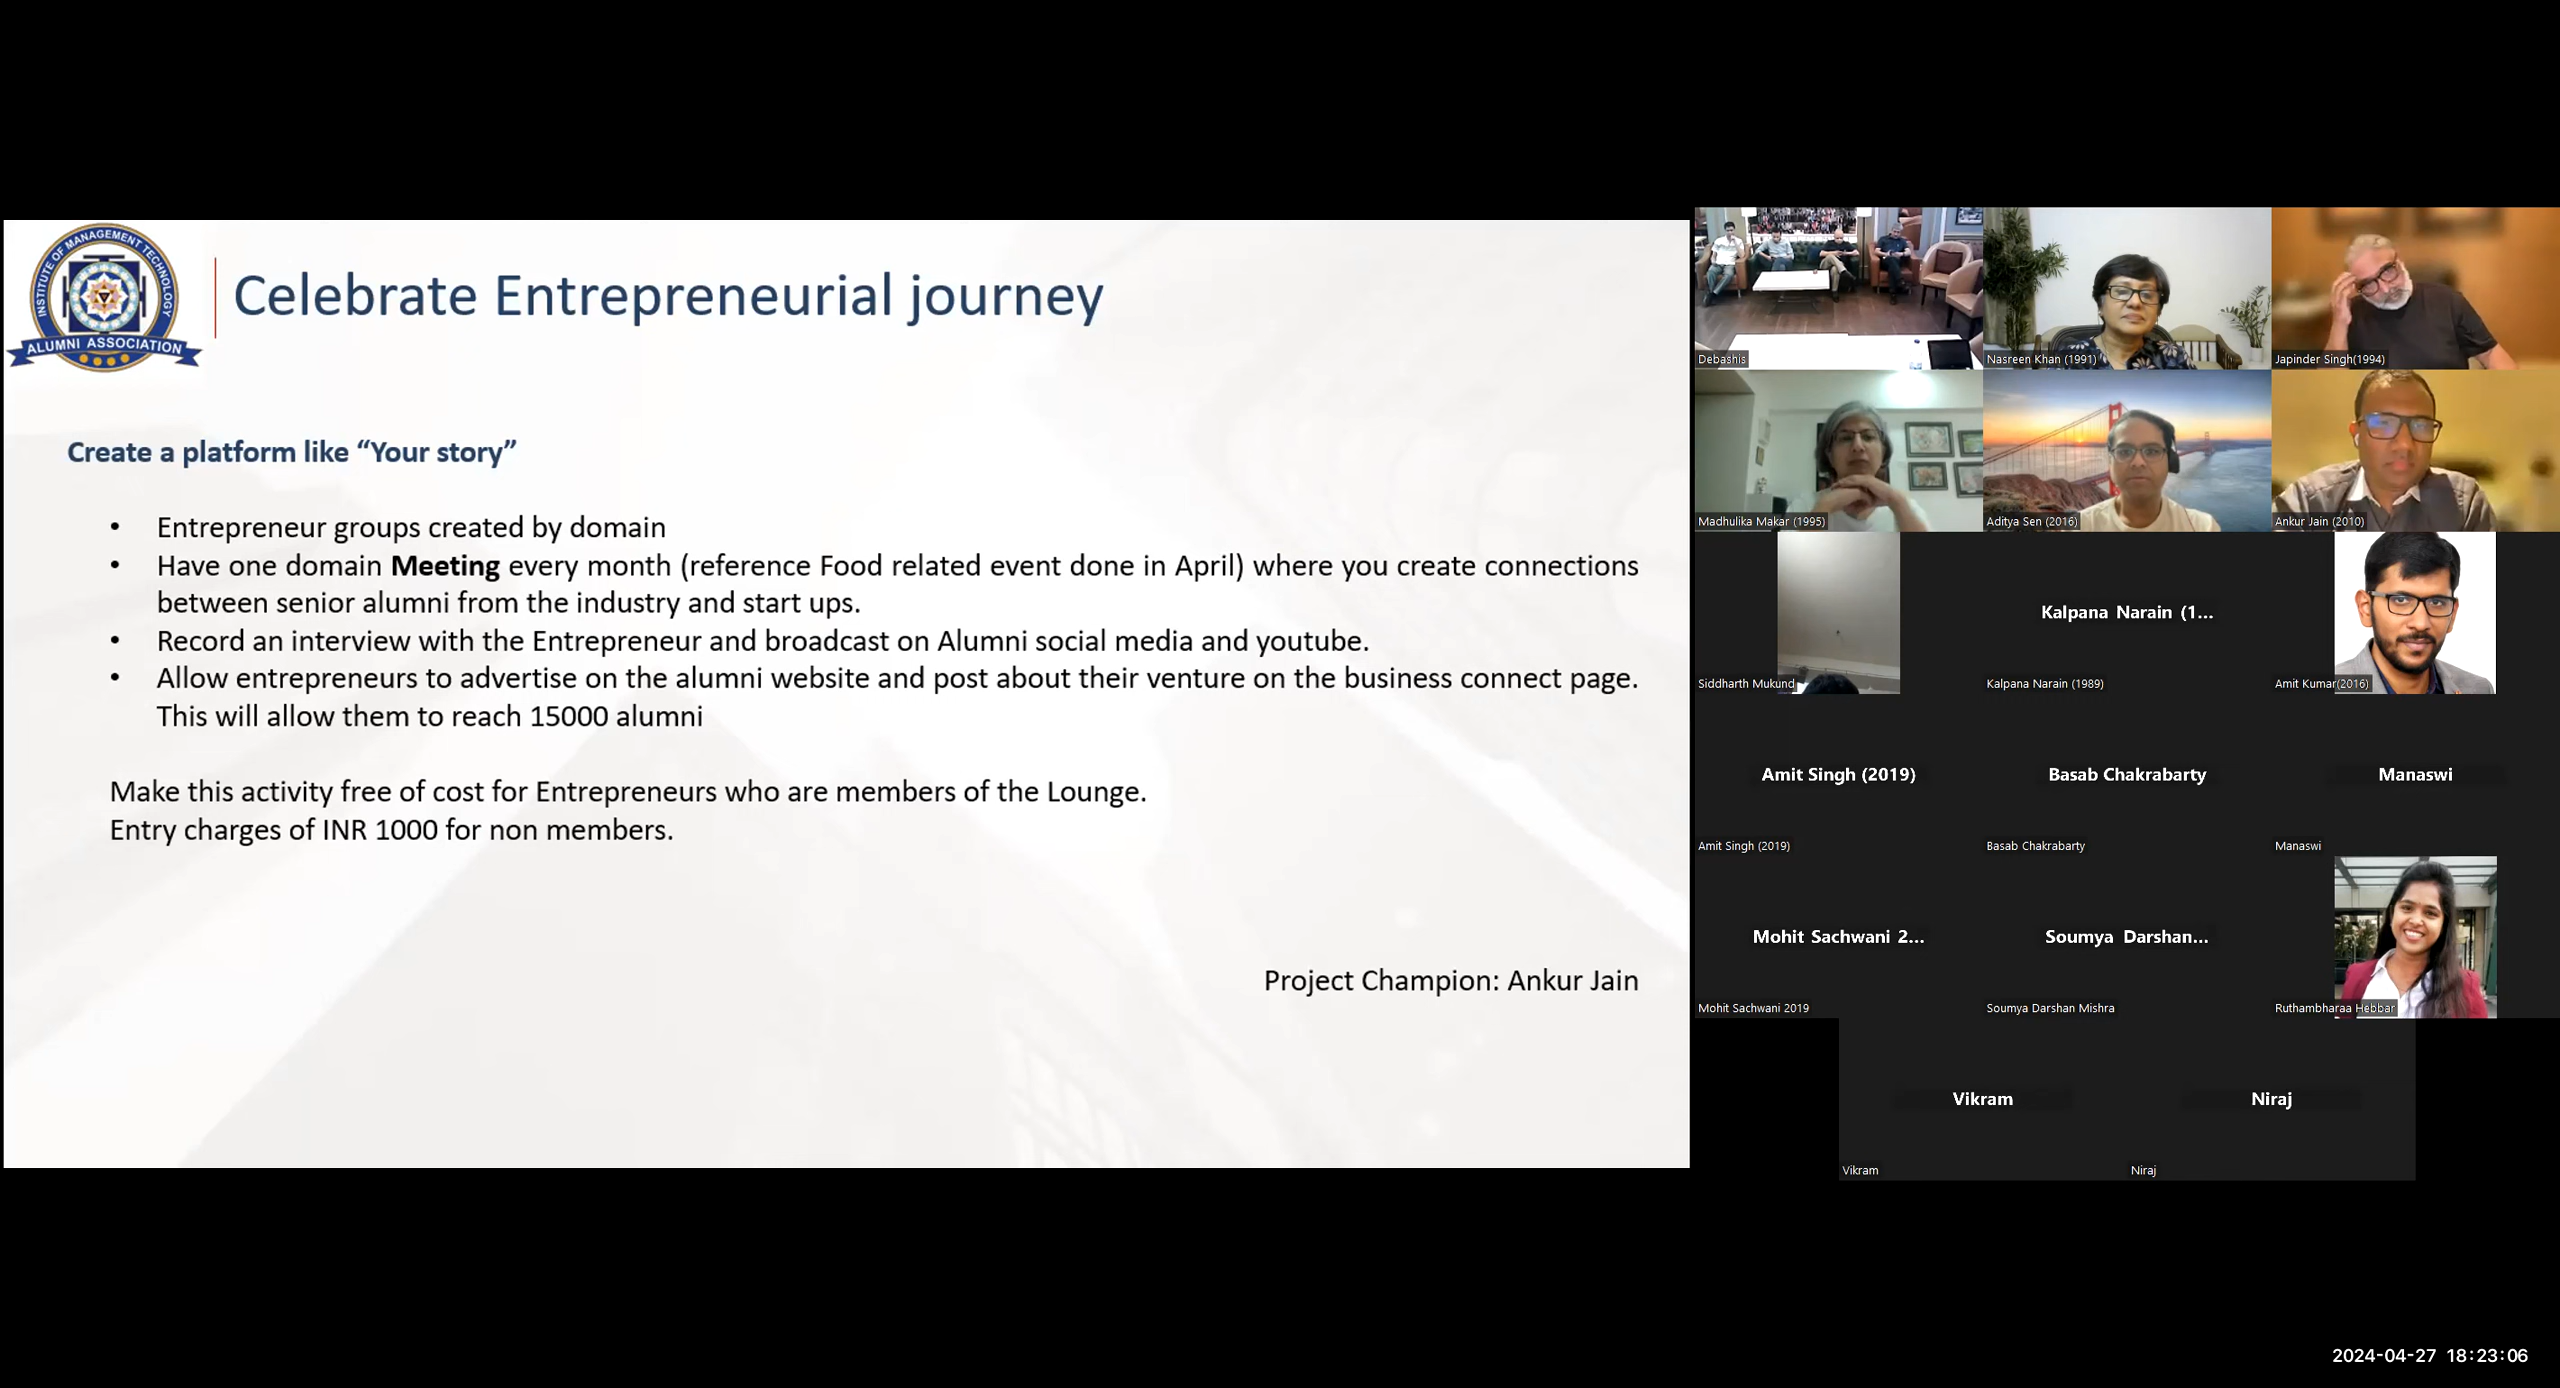 INSTITUTE OF MANAGEMENT TECHNOLOGY
ALUMNI ASSOCIATION
Celebrate Entrepreneurial journey
Create a platform like “Your story”
• Entrepreneur groups created by domain
• Have one domain Meeting every month (reference Food related event done in April) where you create connections
between senior alumni from the industry and start ups.
• Record an interview with the Entrepreneur and broadcast on Alumni social media and youtube.
• Allow entrepreneurs to advertise on the alumni website and post about their venture on the business connect page.
This will allow them to reach 15000 alumni
Make this activity free of cost for Entrepreneurs who are members of the Lounge.
Entry charges of INR 1000 for non members.
Project Champion: Ankur Jain
Debashis
Nasreen Khan (1991)
Japinder Singh(1994)
Madhulika Makar (1995)
Aditya Sen (2016)
Ankur Jain (2010)
Kalpana Narain (1...
Siddharth Mukund
Kalpana Narain (1989)
Amit Kumar(2016)
Amit Singh (2019)
Basab Chakrabarty
Manaswi
Amit Singh (2019)
Basab Chakrabarty
Manaswi
Mohit Sachwani 2...
Soumya Darshan...
Mohit Sachwani 2019
Soumya Darshan Mishra
Ruthambharaa Hebbar
Vikram
Niraj
Vikram
Niraj
2024-04-27 18:23:06